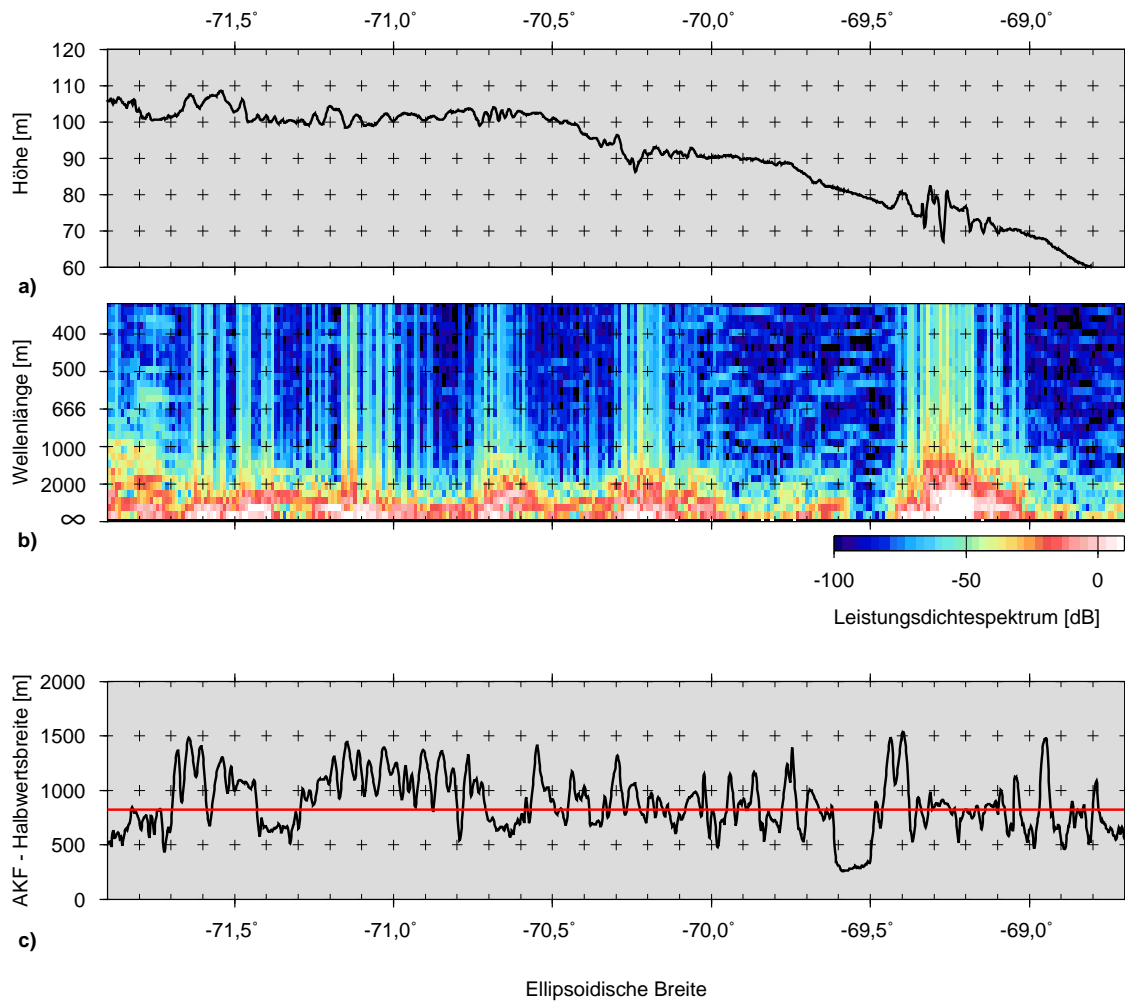 -71,5˚ -71,0˚ -70,5˚ -70,0˚ -69,5˚ -69,0˚
120
110
100
90
80
70
60
Höhe [m]
a)
400
500
666
1000
2000
∞
Wellenlänge [m]
b)
-100 -50 0
Leistungsdichtespektrum [dB]
2000
1500
1000
500
0
AKF - Halbwertsbreite [m]
-71,5˚ -71,0˚ -70,5˚ -70,0˚ -69,5˚ -69,0˚
c)
Ellipsoidische Breite